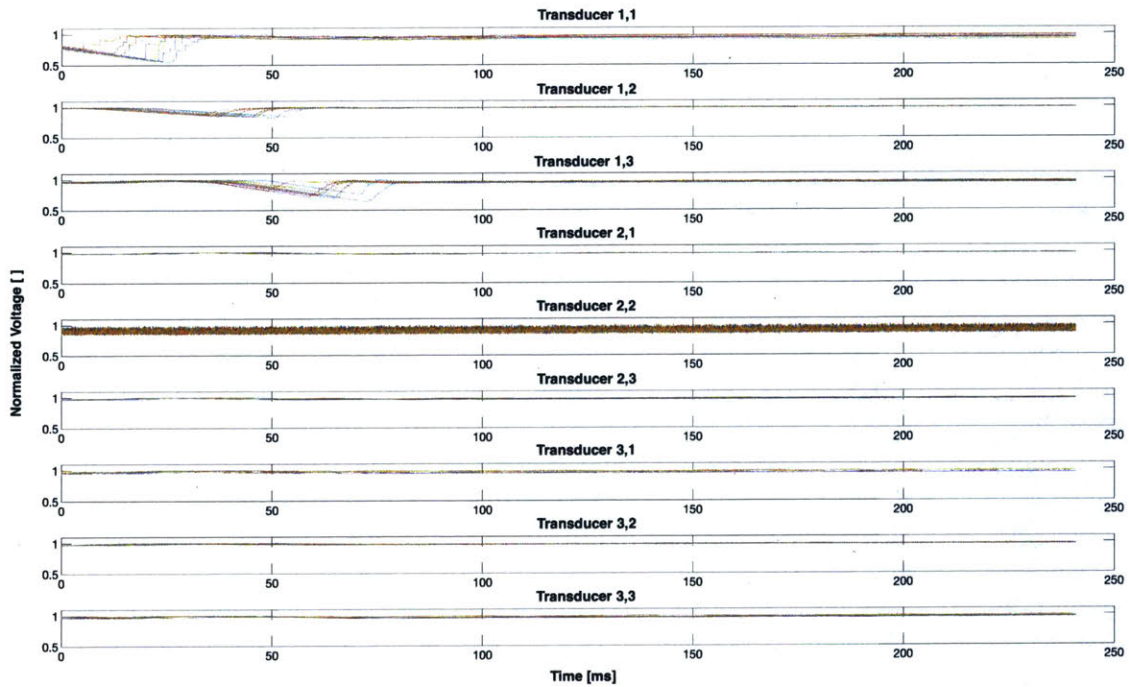 Transducer 1,1
1
0.5
0 50 100 150 200 250
Transducer 1,2
1
0.5
0 50 100 150 200 250
Transducer 1,3
1
0.5
0 50 100 150 200 250
Transducer 2,1
1
0.5
0 50 100 150 200 250
Transducer 2,2
1
0.5
0 50 100 150 200 250
Transducer 2,3
1
0.5
0 50 100 150 200 250
Transducer 3,1
1
0.5
0 50 100 150 200 250
Transducer 3,2
1
0.5
0 50 100 150 200 250
Transducer 3,3
1
0.5
0 50 100 150 200 250
Normalized Voltage [ ]
Time [ms]